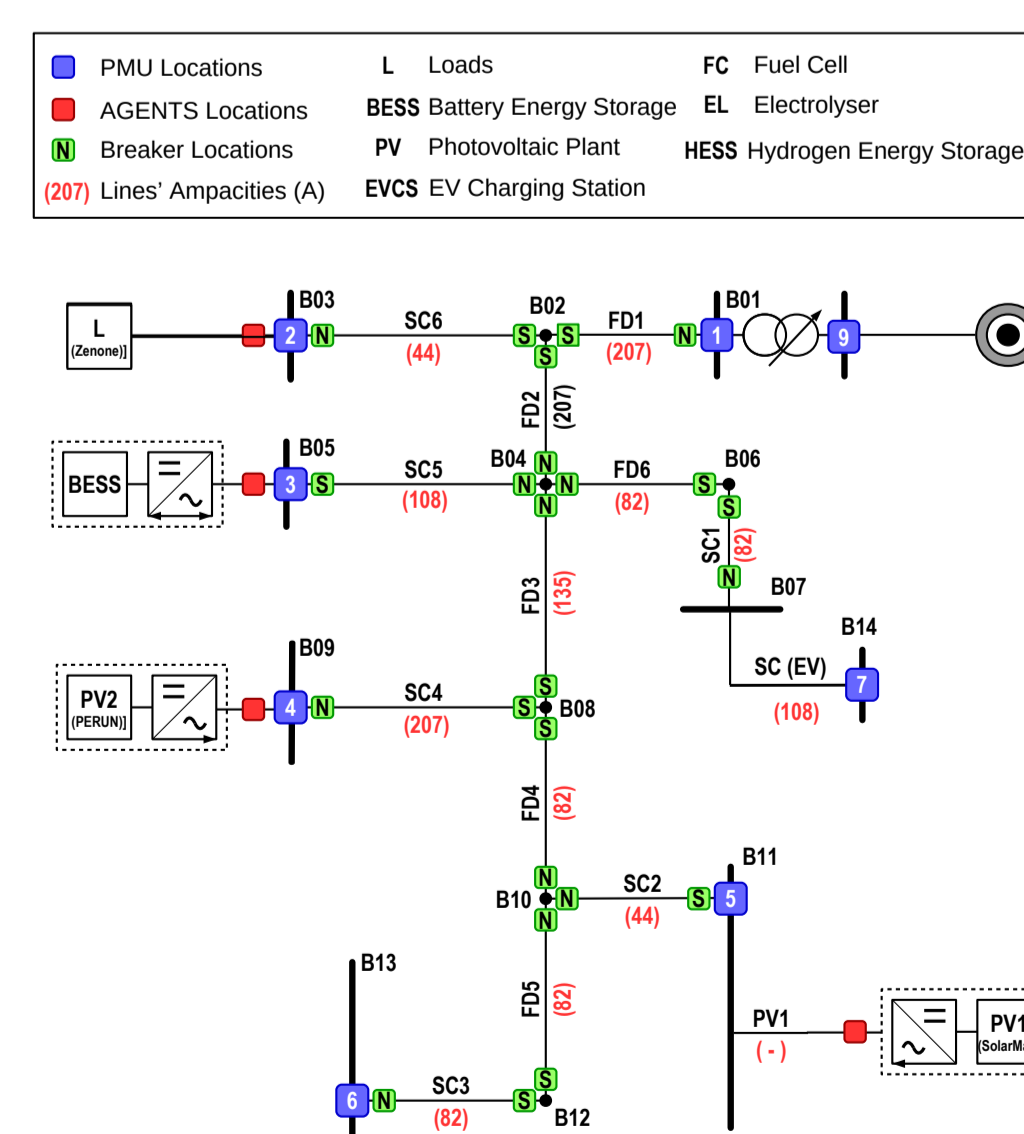 PMU Locations
L Loads
FC Fuel Cell
AGENTS Locations
BESS Battery Energy Storage
EL Electrolyser
N Breaker Locations
PV Photovoltaic Plant
HESS Hydrogen Energy Storage
(207) Lines' Ampacities (A)
EVCS EV Charging Station
L
(Zenone)]
B03
2
N
SC6
(44)
B02
S
S
S
FD1
(207)
N
B01
1
9
FD2
(207)
BESS
B05
3
S
SC5
(108)
B04
N
N
N
N
FD6
(82)
B06
S
S
SC1
(82)
N
B07
FD3
(135)
B14
SC (EV)
7
(108)
PV2
(PERUN)]
B09
4
N
SC4
(207)
S
S
S
B08
FD4
(82)
B10
N
N
N
SC2
(44)
S
B11
5
FD5
(82)
B13
PV1
( - )
PV1
6
N
SC3
(82)
S
S
B12